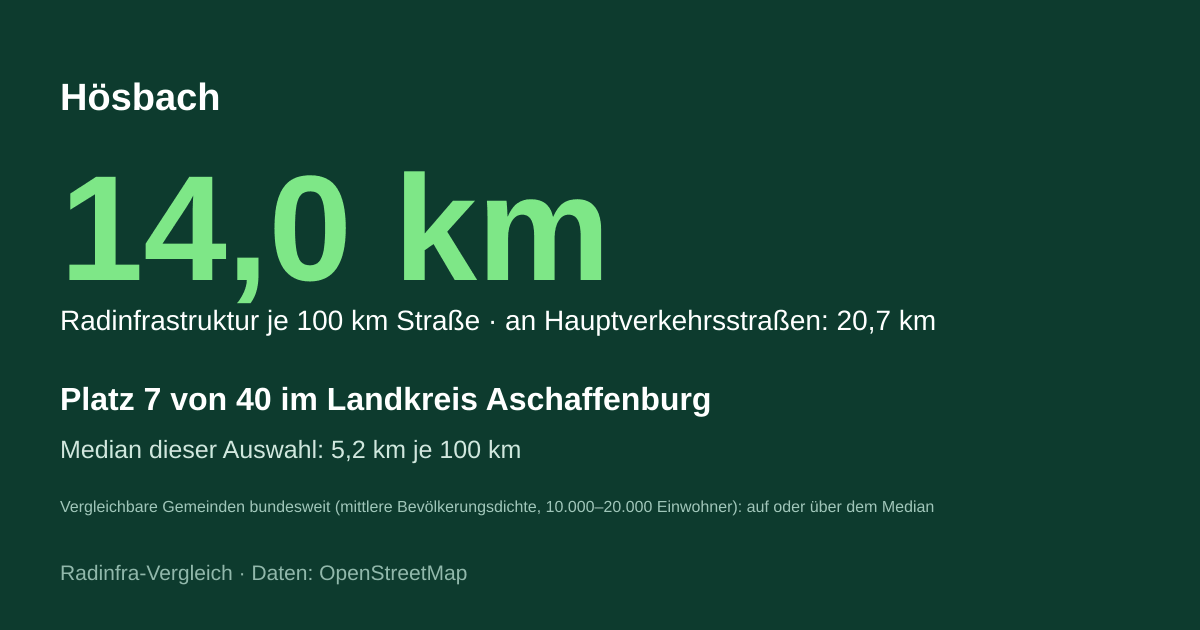 Hösbach
14,0 km
Radinfrastruktur je 100 km Straße · an Hauptverkehrsstraßen: 20,7 km
Platz 7 von 40 im Landkreis Aschaffenburg
Median dieser Auswahl: 5,2 km je 100 km
Vergleichbare Gemeinden bundesweit (mittlere Bevölkerungsdichte, 10.000–20.000 Einwohner): auf oder über dem Median
Radinfra-Vergleich · Daten: OpenStreetMap